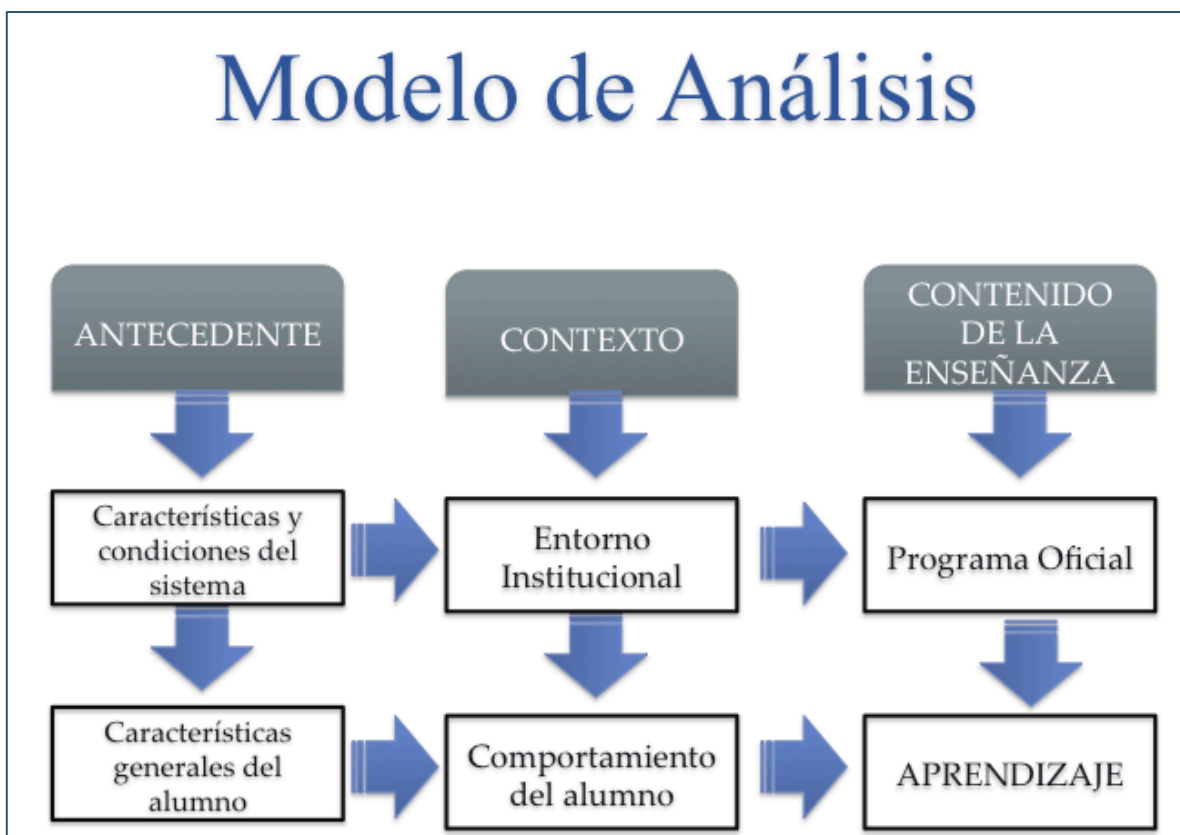 Modelo de Análisis
ANTECEDENTE
CONTEXTO
CONTENIDO
DE LA
ENSEÑANZA
Características y
condiciones del
sistema
Entorno
Institucional
Programa Oficial
Características
generales del
alumno
Comportamiento
del alumno
APRENDIZAJE